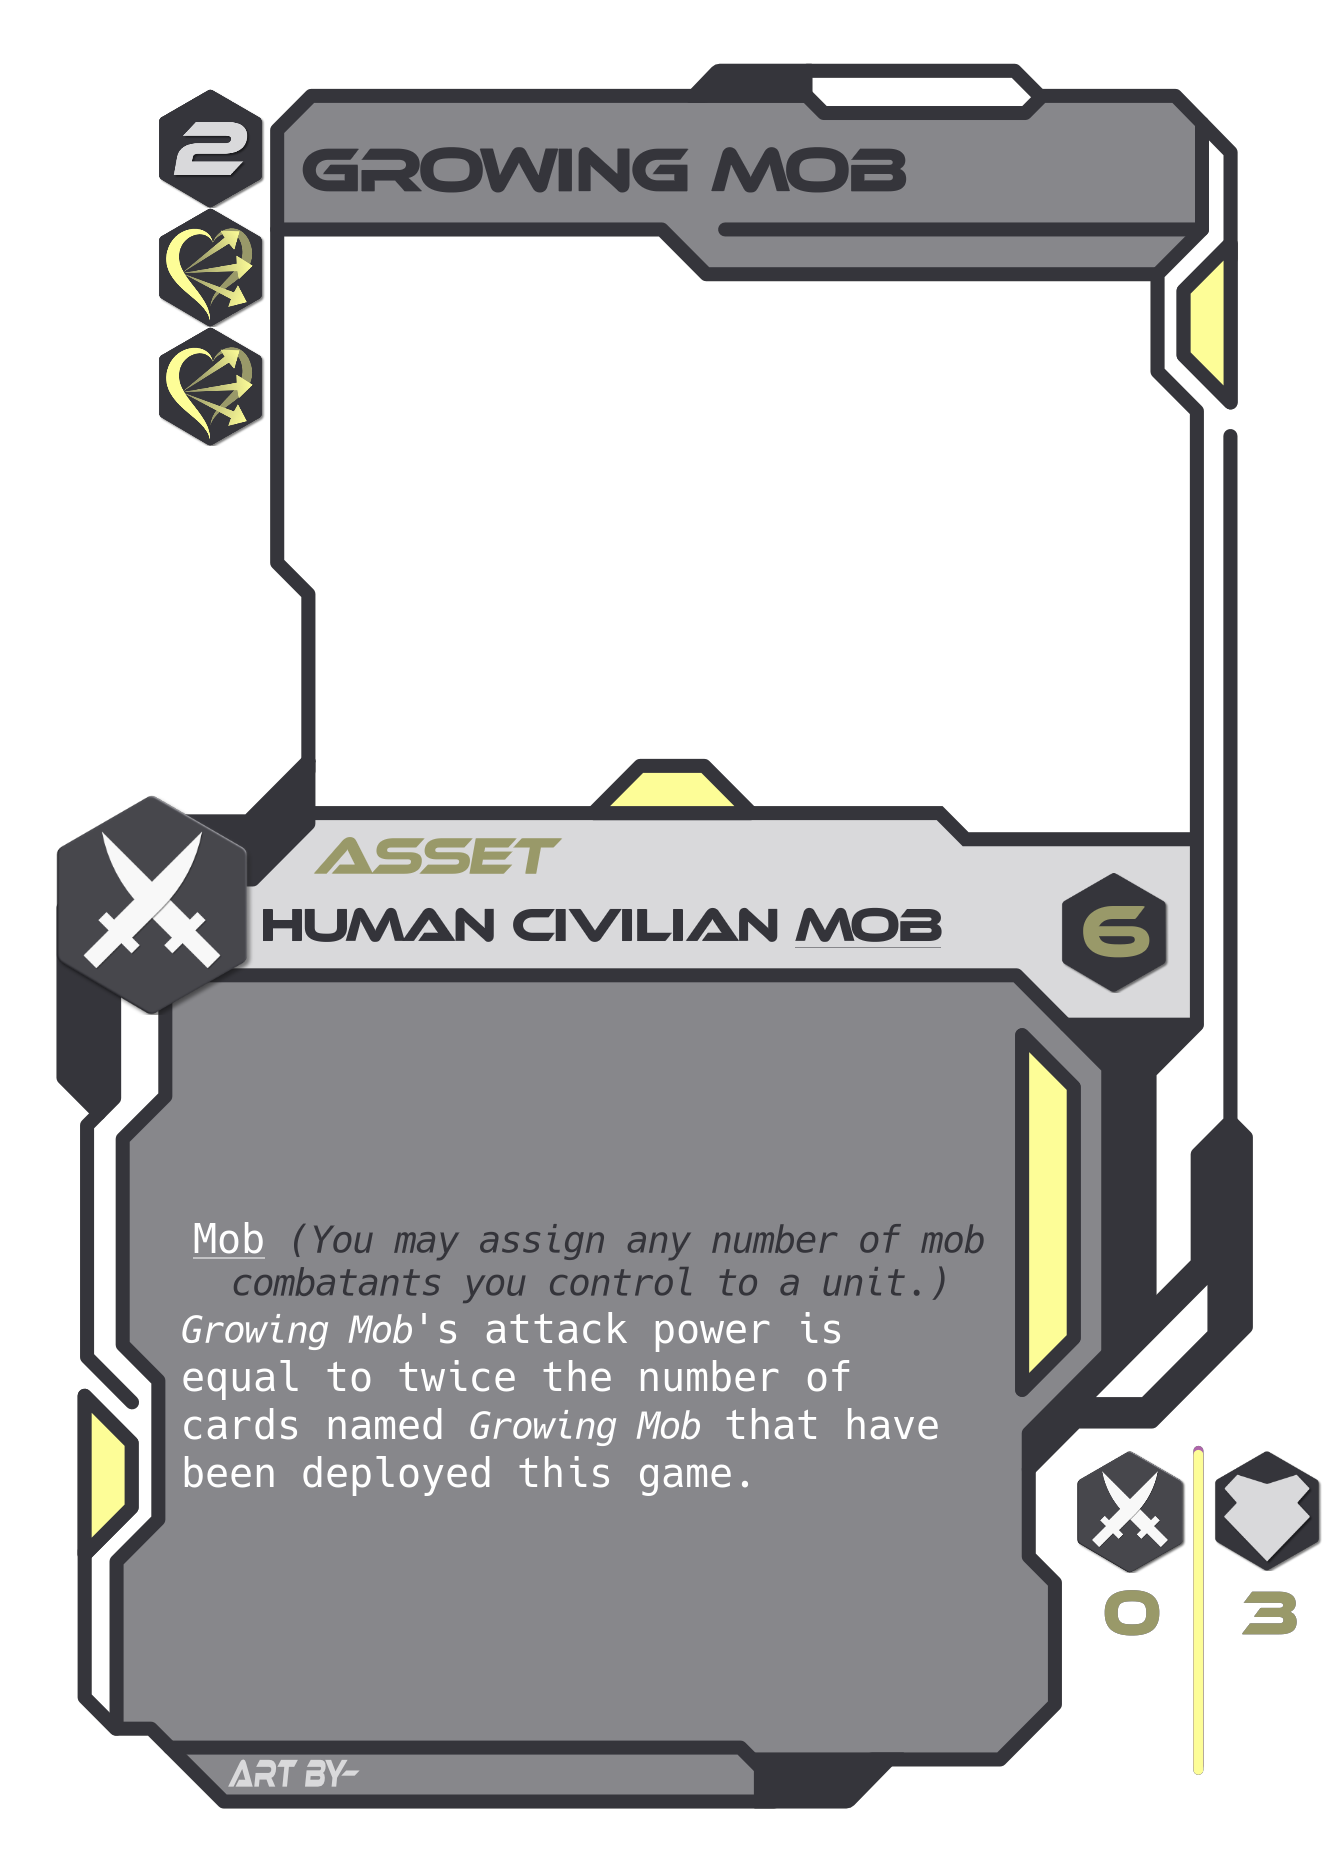 2
GROWING MOB
ASSET
HUMAN CIVILIAN MOB
6
Mob (You may assign any number of mob
combatants you control to a unit.)
Growing Mob's attack power is
equal to twice the number of
cards named Growing Mob that have
been deployed this game.
0
3
ART BY-